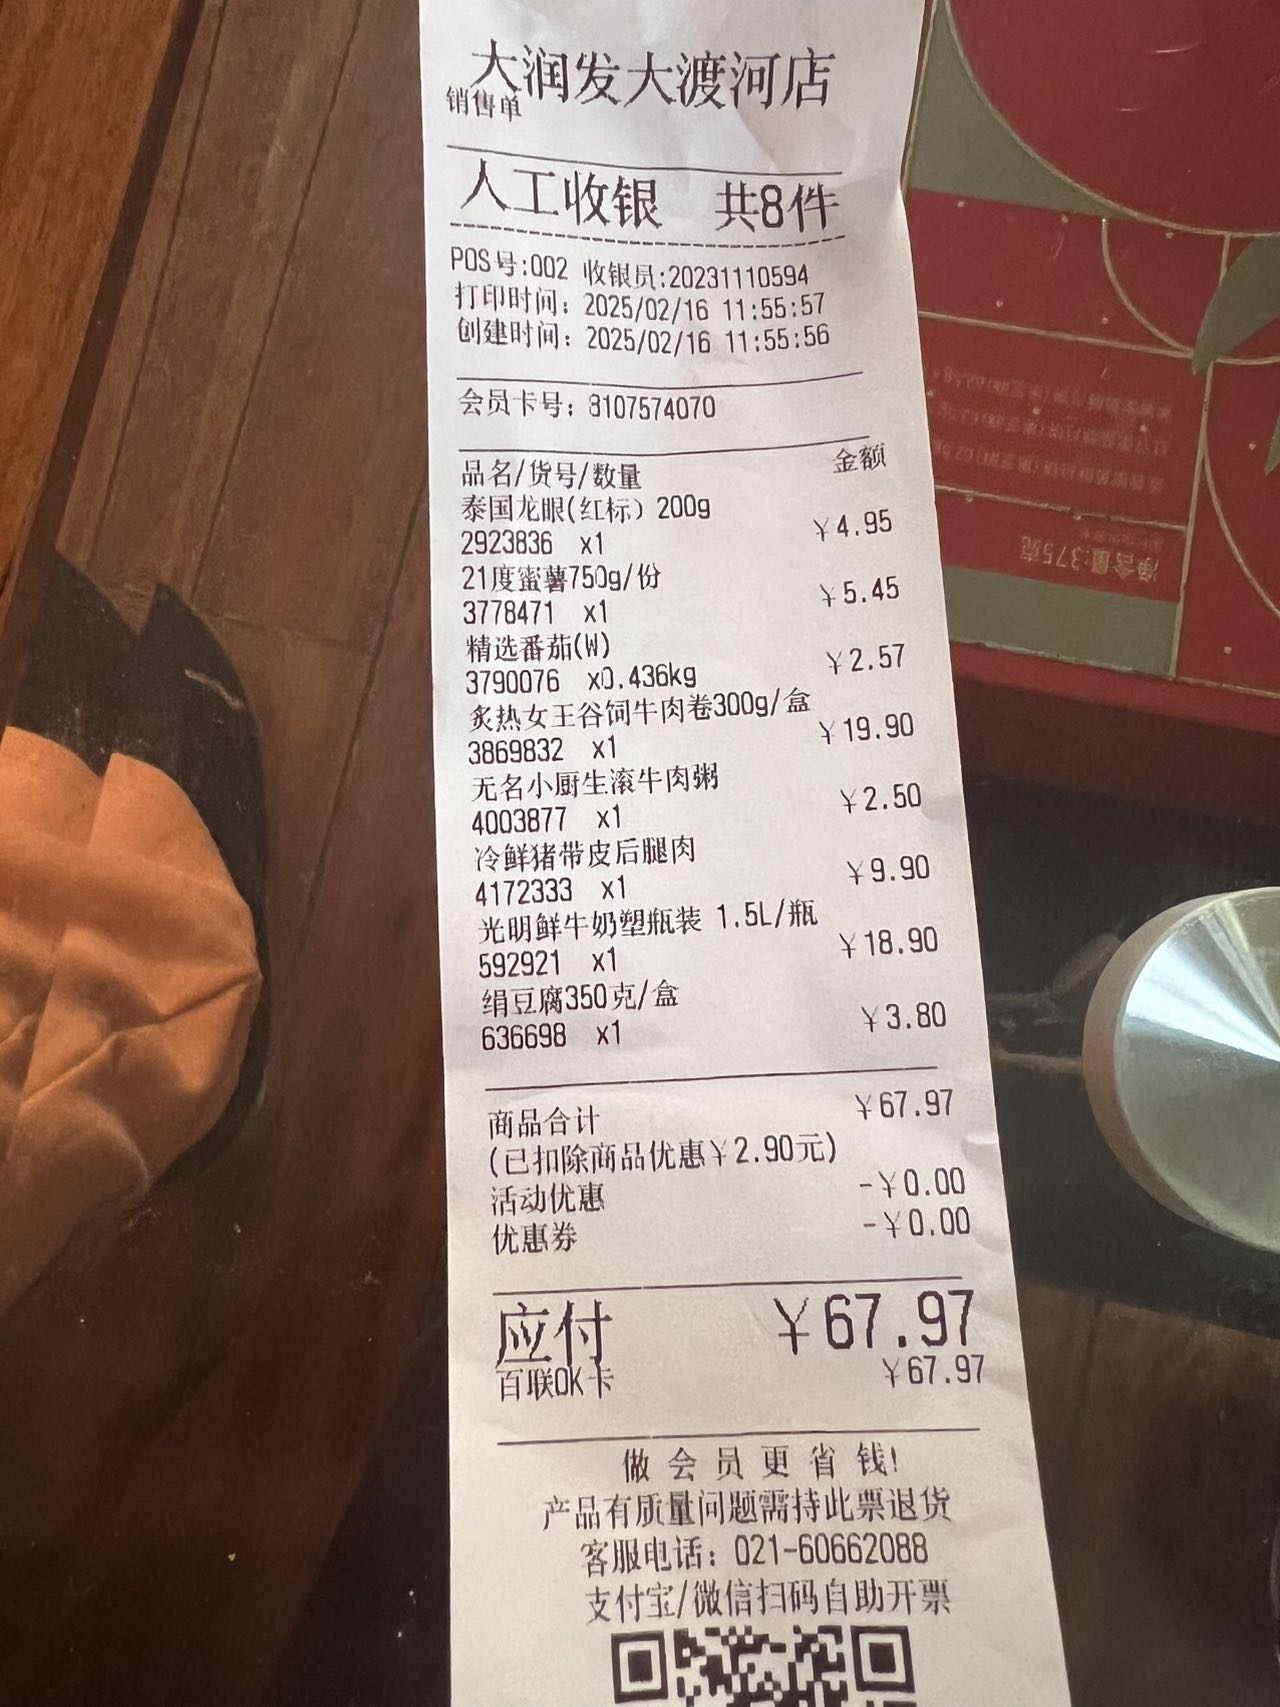 大润发大渡河店
销售单
人工收银 共8件
POS号:002 收银员:20231110594
打印时间: 2025/02/16 11:55:57
创建时间: 2025/02/16 11:55:56
会员卡号: 8107574070
品名/货号/数量 金额
泰国龙眼(红标) 200g
2923836 x1 ¥4.95
21度蜜薯750g/份
3778471 x1 ¥5.45
精选番茄(W)
3790076 x0.436kg ¥2.57
炙热女王谷饲牛肉卷300g/盒
3869832 x1 ¥19.90
无名小厨生滚牛肉粥
4003877 x1 ¥2.50
冷鲜猪带皮后腿肉
4172333 x1 ¥9.90
光明鲜牛奶塑瓶装 1.5L/瓶
592921 x1 ¥18.90
绢豆腐350克/盒
636698 x1 ¥3.80
商品合计 ¥67.97
(已扣除商品优惠¥2.90元)
活动优惠 -¥0.00
优惠券 -¥0.00
应付 ¥67.97
百联OK卡 ¥67.97
做会员更省钱!
产品有质量问题需持此票退货
客服电话: 021-60662088
支付宝/微信扫码自助开票
净含量:375克